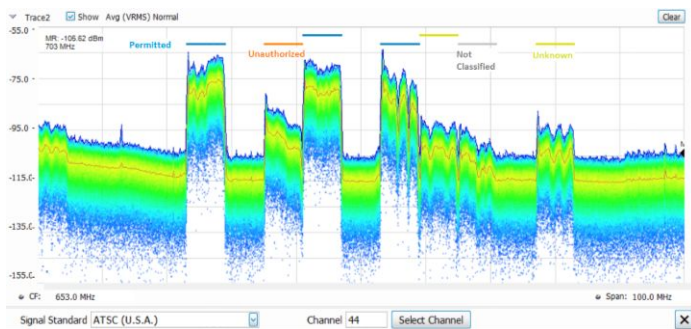 Trace2 Show Avg (VRMS) Normal Clear
-55.0
MR: -105.62 dBm
703 MHz
Permitted
Unauthorized
Not
Classified
Unknown
-75.0
-95.0
-115.0
-135.0
-155.0
CF: 653.0 MHz Span: 100.0 MHz
Signal Standard ATSC (U.S.A.) Channel 44 Select Channel